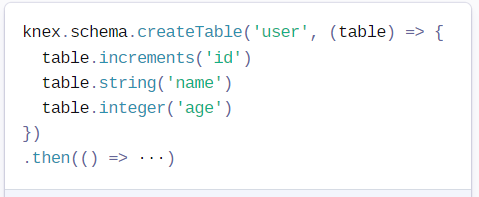 knex.schema.createTable('user', (table) => {
  table.increments('id')
  table.string('name')
  table.integer('age')
})
.then(() => ···)